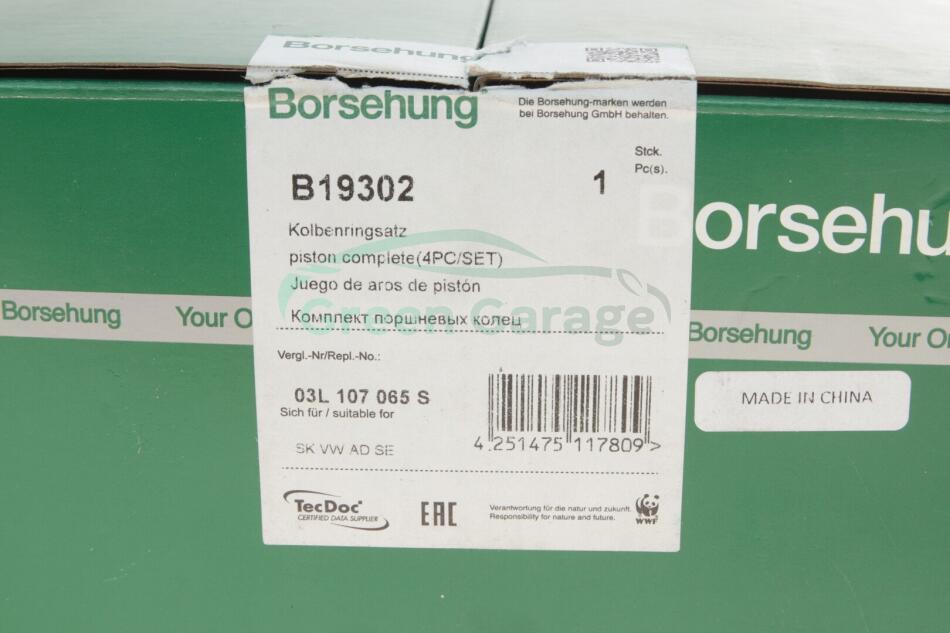 Borsehung
Borsehung
Die Borsehung-marken werden
bei Borsehung GmbH behalten.
B19302
1
Stck.
Pc(s).
Kolbenringsatz
piston complete(4PC/SET)
Juego de aros de pistón
Комплект поршневых колец
Green Garage
Vergl.-Nr/Repl.-No.:
03L 107 065 S
Sich für / suitable for
SK VW AD SE
4 251475 117809 >
TecDoc
CERTIFIED DATA SUPPLIER
EAC
Verantwortung für die natur und zukunft.
Responsibility for nature and future.
WWF
Borsehung Your O
Borsehu
Borsehung Your Or
MADE IN CHINA